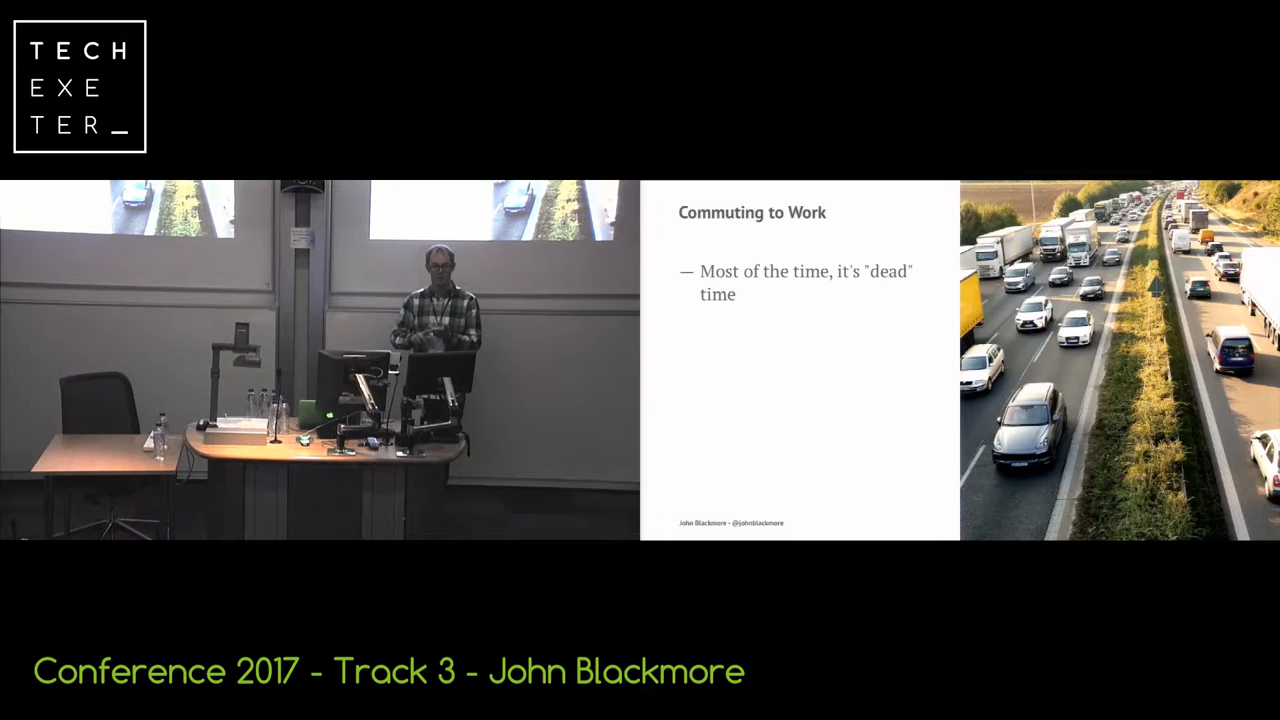 TECH
EXE
TER_
Commuting to Work
— Most of the time, it's "dead"
time
John Blackmore - @johnblackmore
Conference 2017 - Track 3 - John Blackmore